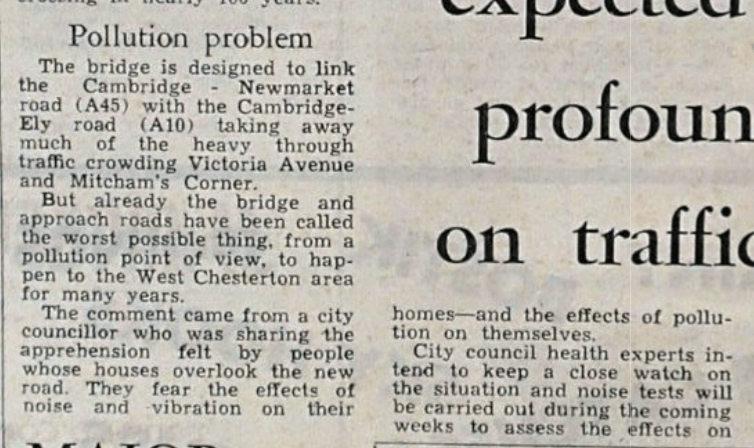 crossing in nearly 100 years.
Pollution problem
The bridge is designed to link
the Cambridge - Newmarket
road (A45) with the Cambridge-
Ely road (A10) taking away
much of the heavy through
traffic crowding Victoria Avenue
and Mitcham's Corner.
But already the bridge and
approach roads have been called
the worst possible thing, from a
pollution point of view, to hap-
pen to the West Chesterton area
for many years.
The comment came from a city
councillor who was sharing the
apprehension felt by people
whose houses overlook the new
road. They fear the effects of
noise and vibration on their
MAJOR
expected
profoun
on traffic
homes—and the effects of pollu-
tion on themselves.
City council health experts in-
tend to keep a close watch on
the situation and noise tests will
be carried out during the coming
weeks to assess the effects on